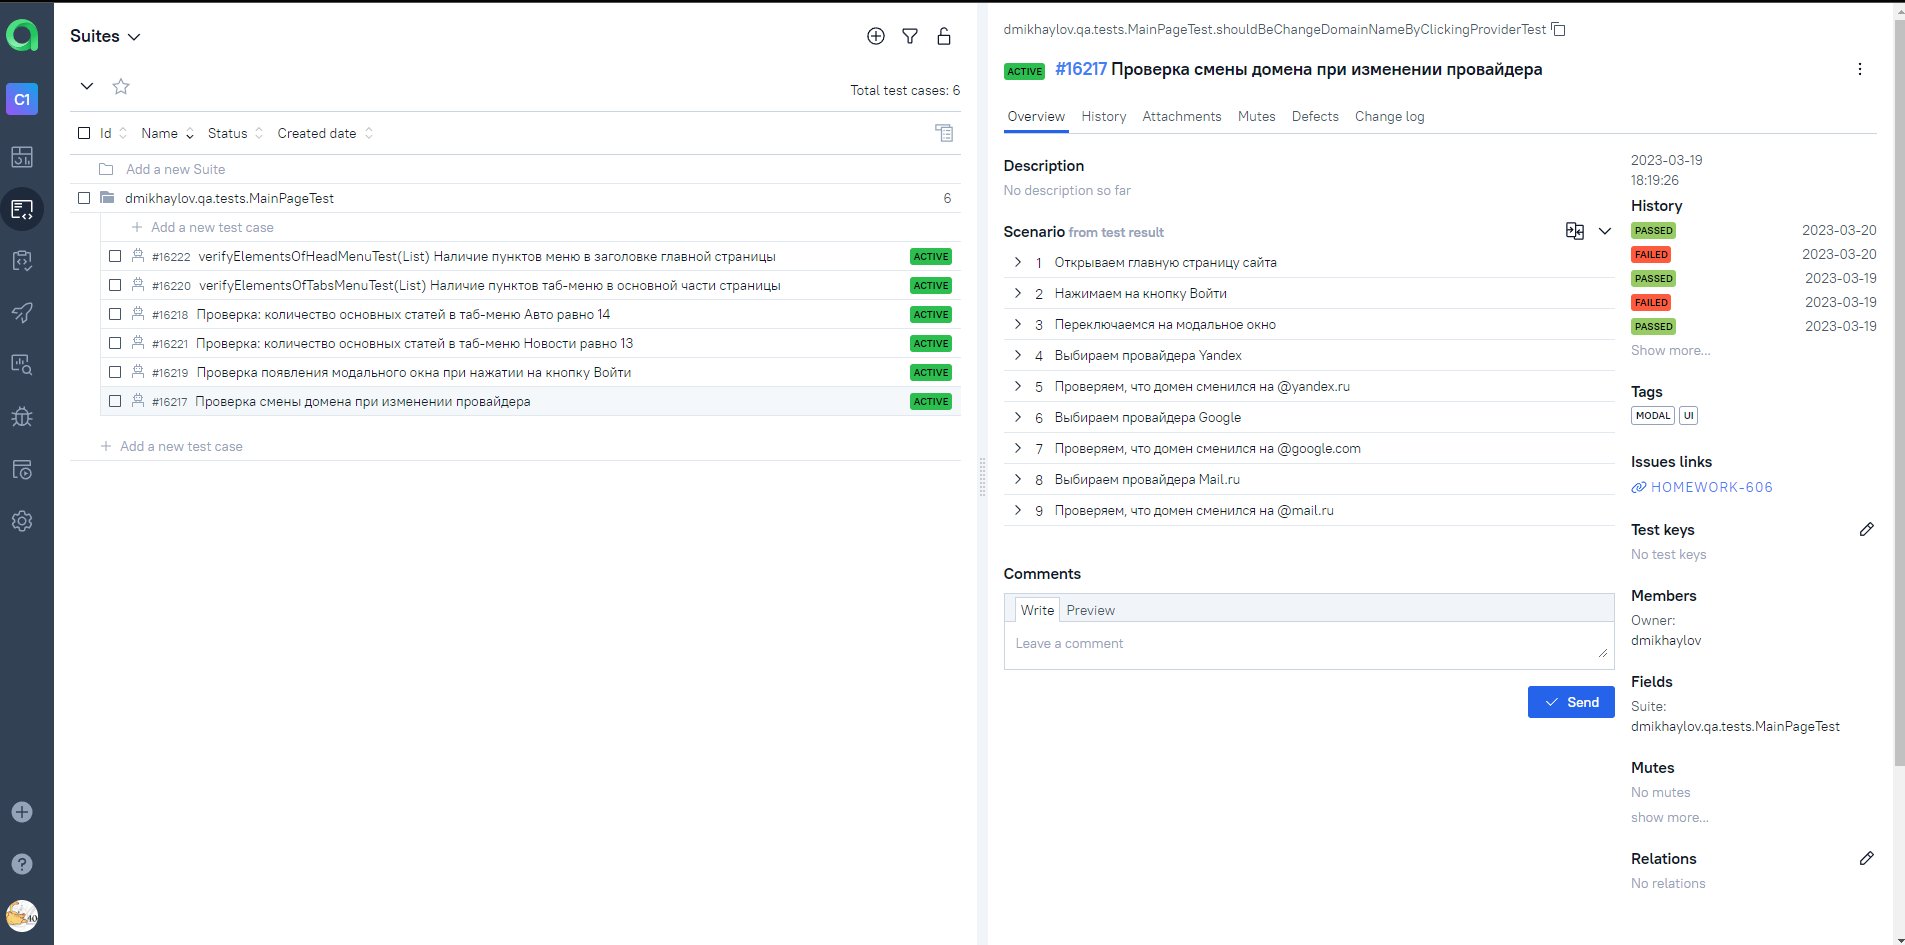 C1
Suites
Total test cases: 6
Id Name Status Created date
Add a new Suite
dmikhaylov.qa.tests.MainPageTest 6
Add a new test case
#16222 verifyElementsOfHeadMenuTest(List) Наличие пунктов меню в заголовке главной страницы ACTIVE
#16220 verifyElementsOfTabsMenuTest(List) Наличие пунктов таб-меню в основной части страницы ACTIVE
#16218 Проверка: количество основных статей в таб-меню Авто равно 14 ACTIVE
#16221 Проверка: количество основных статей в таб-меню Новости равно 13 ACTIVE
#16219 Проверка появления модального окна при нажатии на кнопку Войти ACTIVE
#16217 Проверка смены домена при изменении провайдера ACTIVE
Add a new test case
dmikhaylov.qa.tests.MainPageTest.shouldBeChangeDomainNameByClickingProviderTest
ACTIVE #16217 Проверка смены домена при изменении провайдера
Overview History Attachments Mutes Defects Change log
Description
No description so far
Scenario from test result
1 Открываем главную страницу сайта
2 Нажимаем на кнопку Войти
3 Переключаемся на модальное окно
4 Выбираем провайдера Yandex
5 Проверяем, что домен сменился на @yandex.ru
6 Выбираем провайдера Google
7 Проверяем, что домен сменился на @google.com
8 Выбираем провайдера Mail.ru
9 Проверяем, что домен сменился на @mail.ru
Comments
Write Preview
Leave a comment
Send
2023-03-19
18:19:26
History
PASSED 2023-03-20
FAILED 2023-03-20
PASSED 2023-03-19
FAILED 2023-03-19
PASSED 2023-03-19
Show more...
Tags
MODAL UI
Issues links
HOMEWORK-606
Test keys
No test keys
Members
Owner:
dmikhaylov
Fields
Suite:
dmikhaylov.qa.tests.MainPageTest
Mutes
No mutes
show more...
Relations
No relations